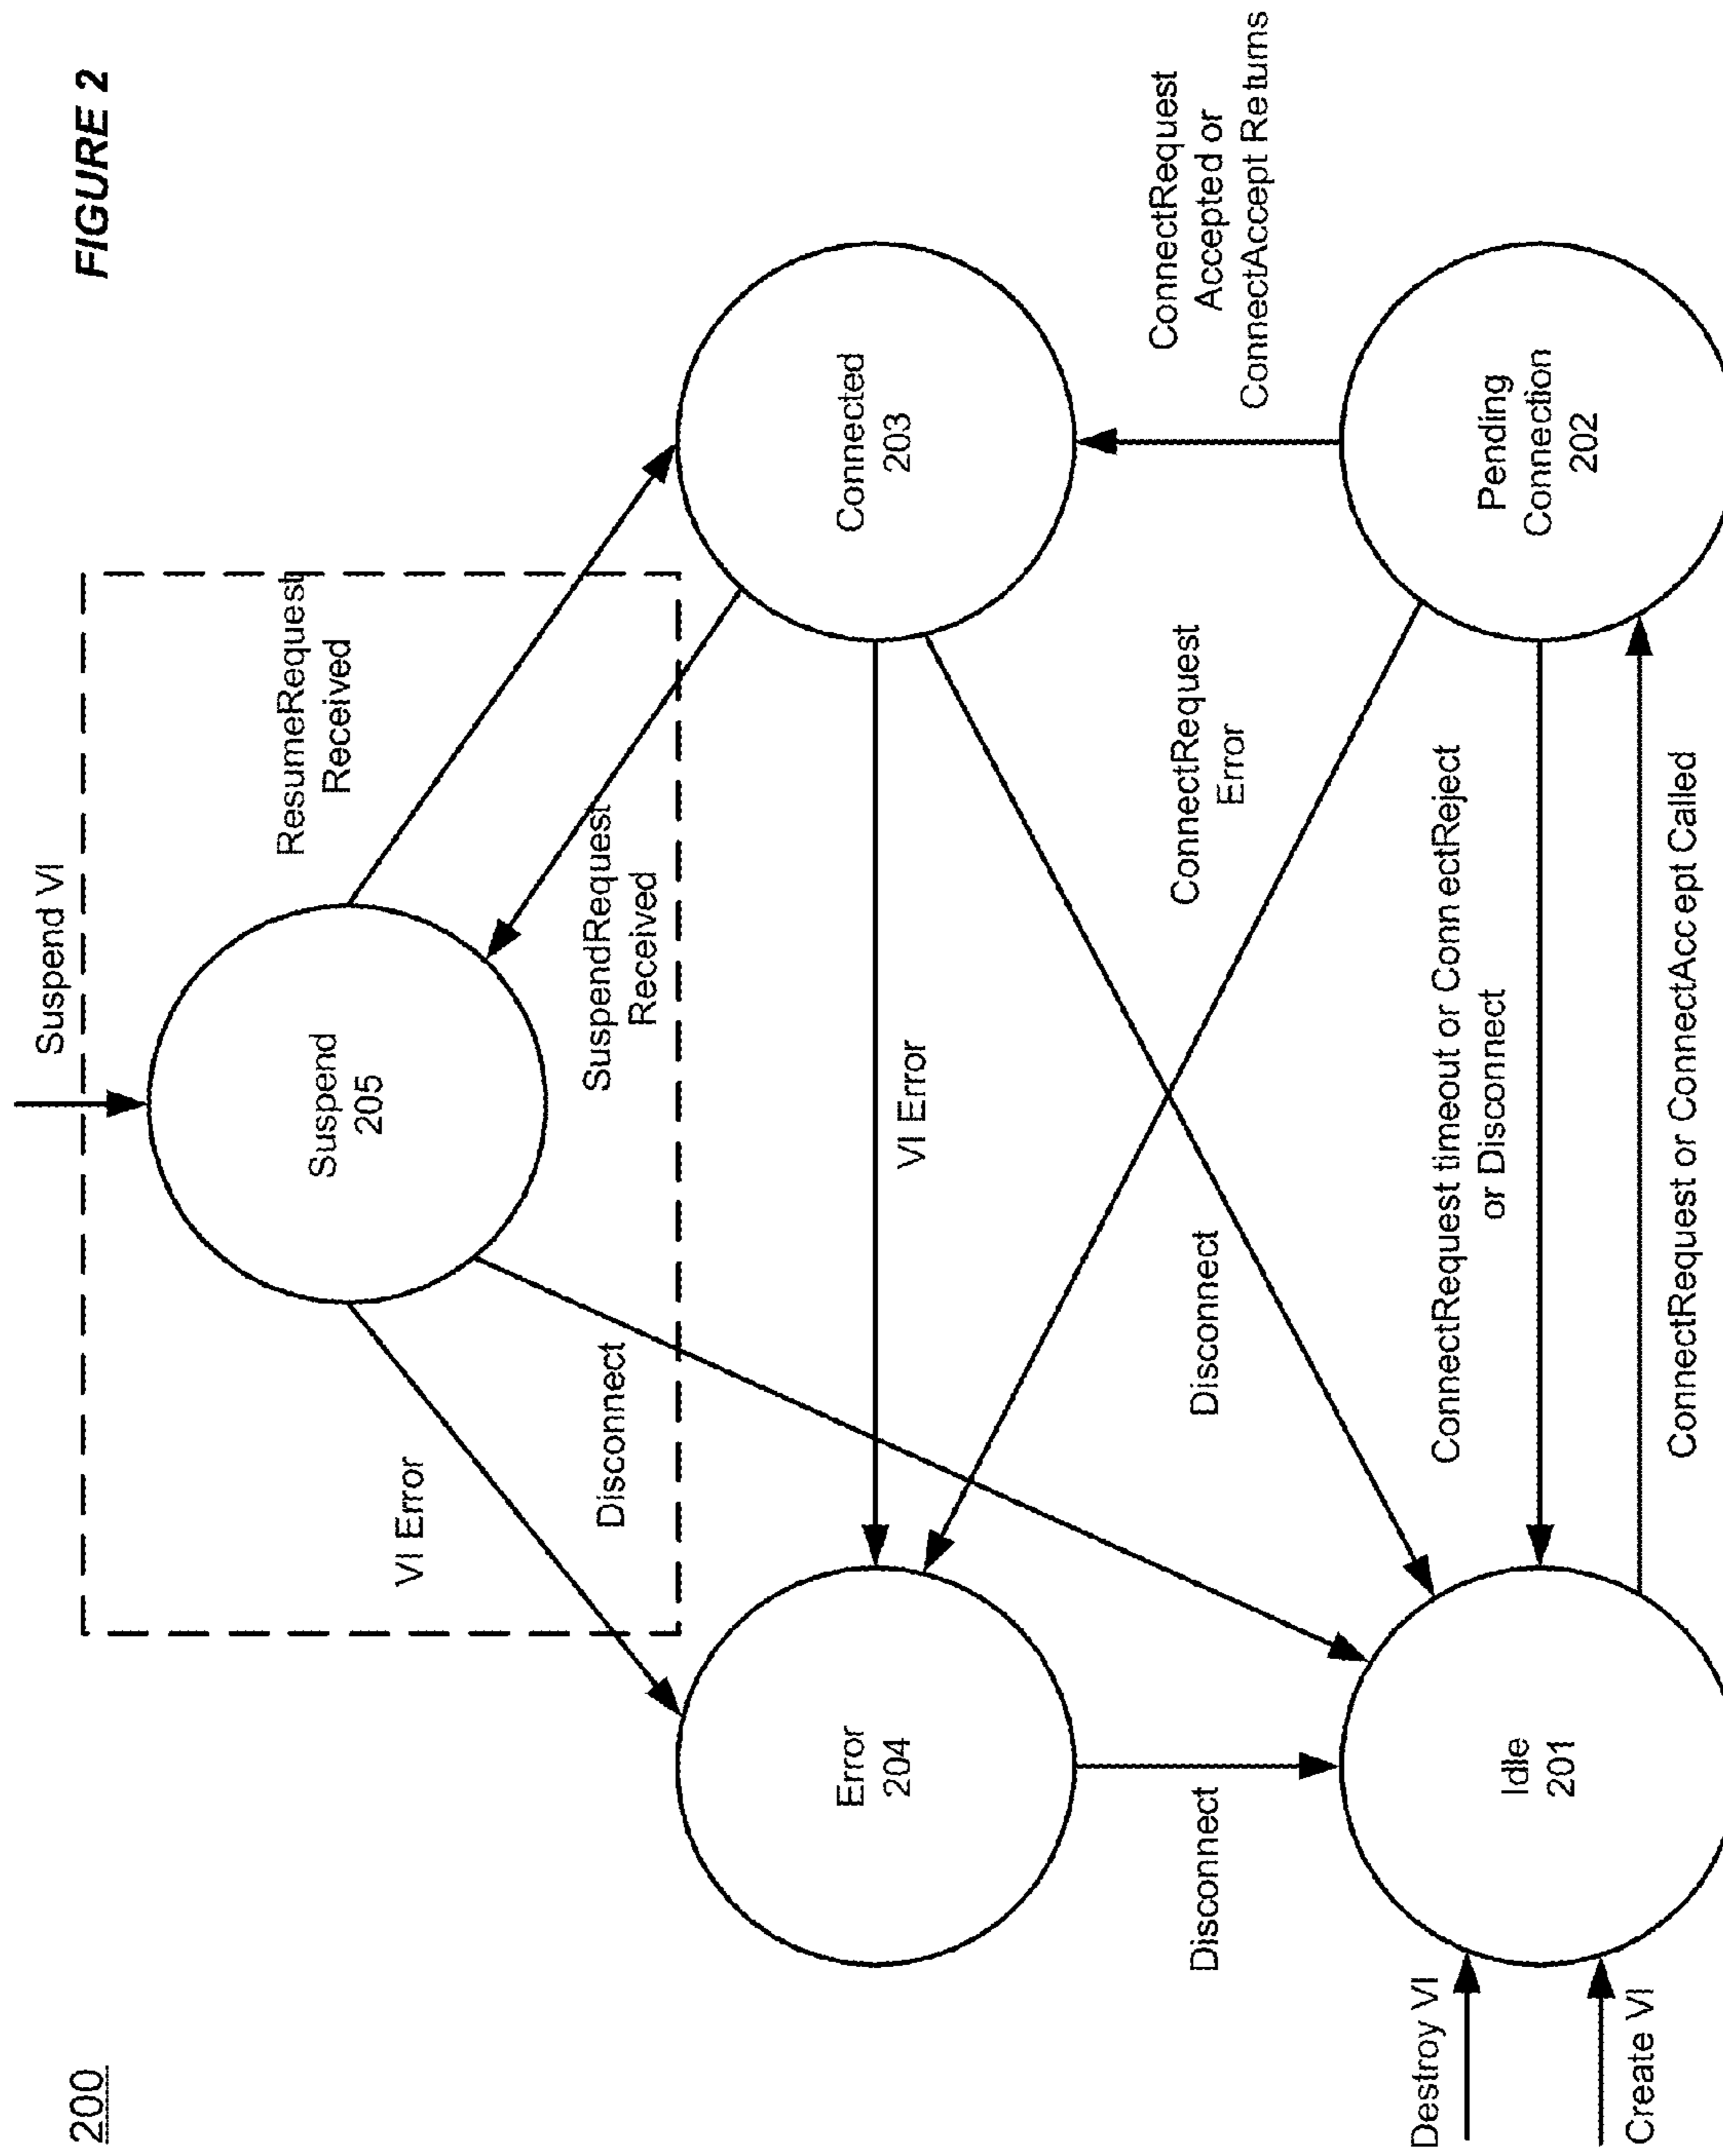 200
FIGURE 2
Suspend VI
Suspend
205
ResumeRequest
Received
VI Error
Disconnect
SuspendRequest
Received
Error
204
VI Error
Connected
203
Disconnect
Disconnect
ConnectRequest
Error
ConnectRequest
Accepted or
ConnectAccept Returns
Destroy VI
Create VI
Idle
201
ConnectRequest timeout or ConnectReject
or Disconnect
Pending
Connection
202
ConnectRequest or ConnectAccept Called